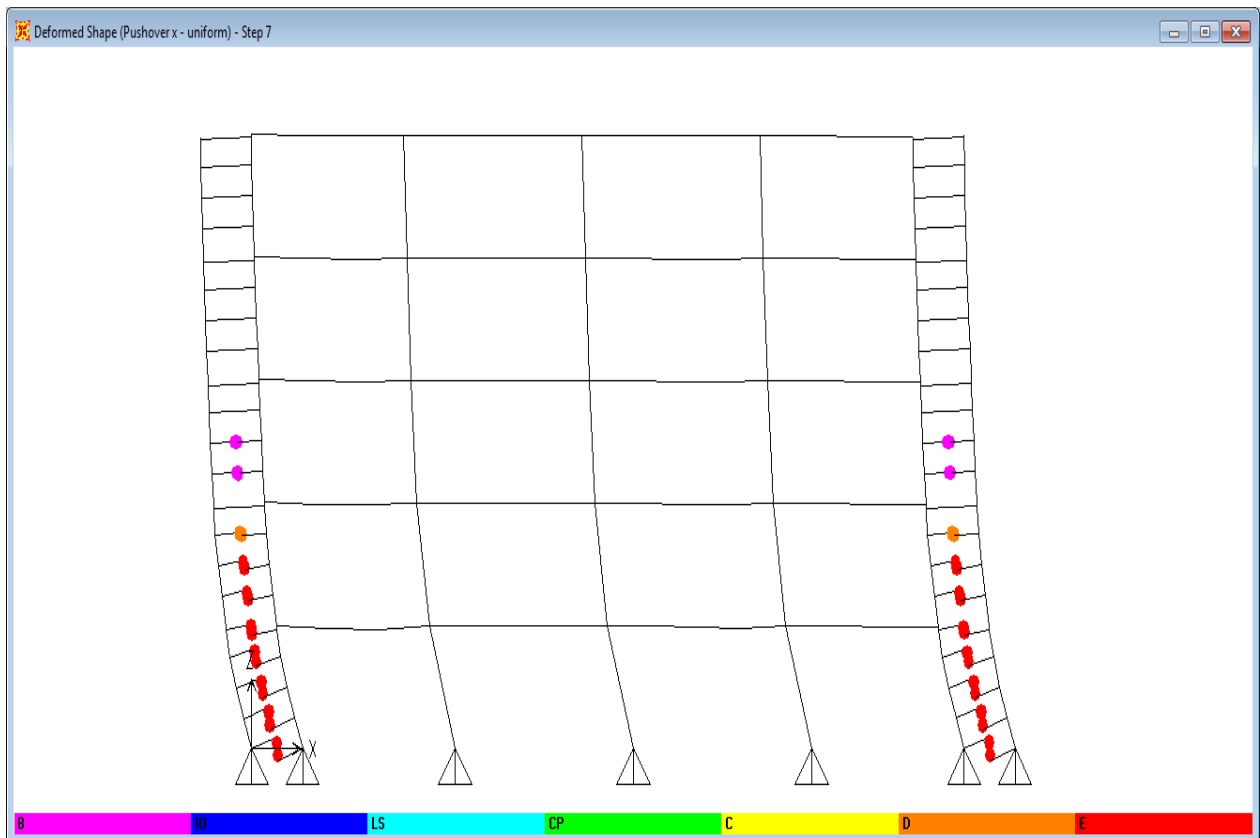 Deformed Shape (Pushover x - uniform) - Step 7
Z
X
B IO LS CP C D E